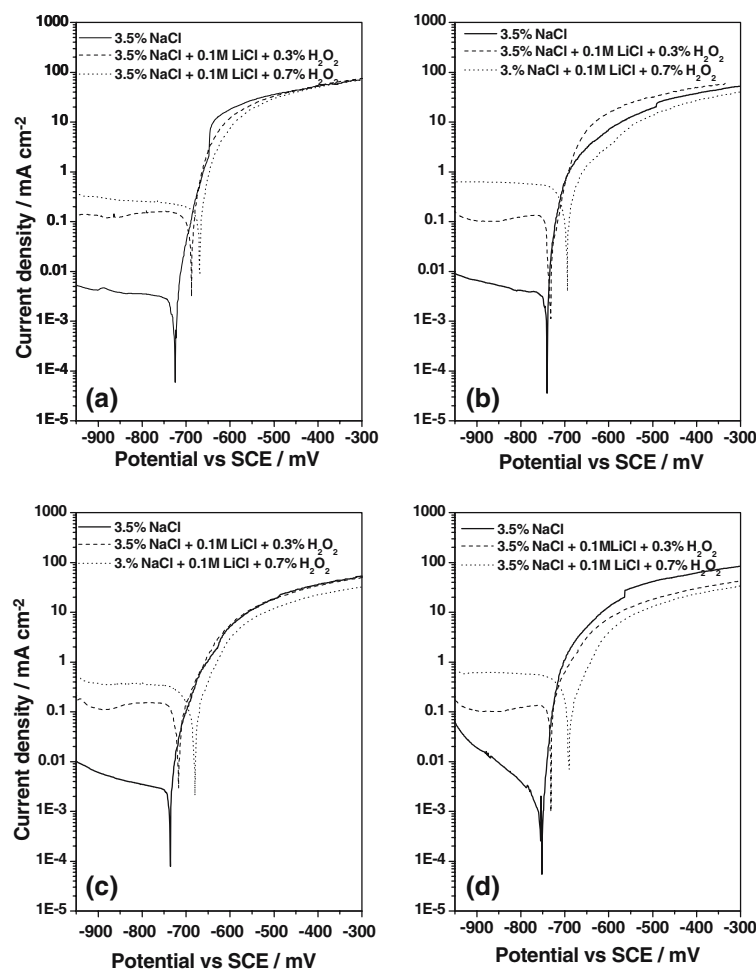 1000
100
10
1
0.1
0.01
1E-3
1E-4
1E-5
Current density / mA cm-2
3.5% NaCl
3.5% NaCl + 0.1M LiCl + 0.3% H2O2
3.5% NaCl + 0.1M LiCl + 0.7% H2O2
(a)
-900 -800 -700 -600 -500 -400 -300
Potential vs SCE / mV
1000
100
10
1
0.1
0.01
1E-3
1E-4
1E-5
3.5% NaCl
3.5% NaCl + 0.1M LiCl + 0.3% H2O2
3.% NaCl + 0.1M LiCl + 0.7% H2O2
(b)
-900 -800 -700 -600 -500 -400 -300
Potential vs SCE / mV
1000
100
10
1
0.1
0.01
1E-3
1E-4
1E-5
Current density / mA cm-2
3.5% NaCl
3.5% NaCl + 0.1M LiCl + 0.3% H2O2
3.% NaCl + 0.1M LiCl + 0.7% H2O2
(c)
-900 -800 -700 -600 -500 -400 -300
Potential vs SCE / mV
1000
100
10
1
0.1
0.01
1E-3
1E-4
1E-5
3.5% NaCl
3.5% NaCl + 0.1MLiCl + 0.3% H2O2
3.5% NaCl + 0.1M LiCl + 0.7% H2O2
(d)
-900 -800 -700 -600 -500 -400 -300
Potential vs SCE / mV